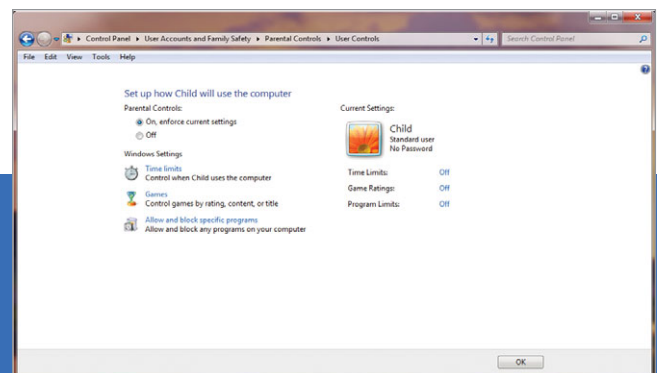 Control Panel ▸ User Accounts and Family Safety ▸ Parental Controls ▸ User Controls
Search Control Panel
File Edit View Tools Help
Set up how Child will use the computer
Parental Controls:
On, enforce current settings
Off
Windows Settings
Time limits
Control when Child uses the computer
Games
Control games by rating, content, or title
Allow and block specific programs
Allow and block any programs on your computer
Current Settings:
Child
Standard user
No Password
Time Limits: Off
Game Ratings: Off
Program Limits: Off
OK